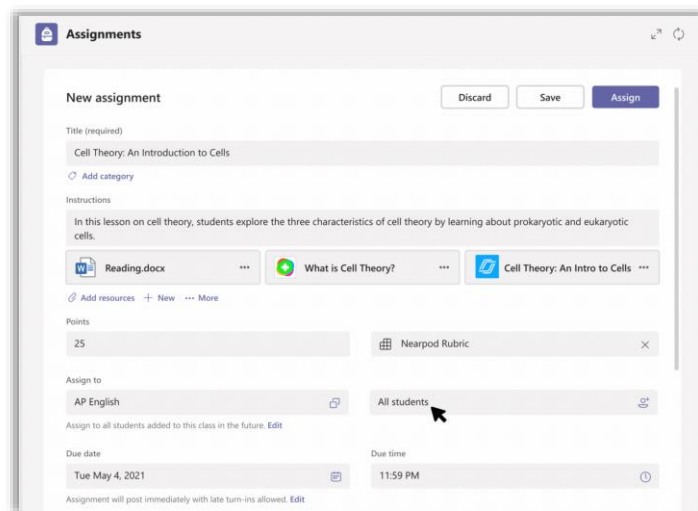 Assignments
New assignment
Discard
Save
Assign
Title (required)
Cell Theory: An Introduction to Cells
Add category
Instructions
In this lesson on cell theory, students explore the three characteristics of cell theory by learning about prokaryotic and eukaryotic
cells.
Reading.docx
What is Cell Theory?
Cell Theory: An Intro to Cells
Add resources + New ··· More
Points
25
Nearpod Rubric
Assign to
AP English
All students
Assign to all students added to this class in the future. Edit
Due date
Due time
Tue May 4, 2021
11:59 PM
Assignment will post immediately with late turn-ins allowed. Edit